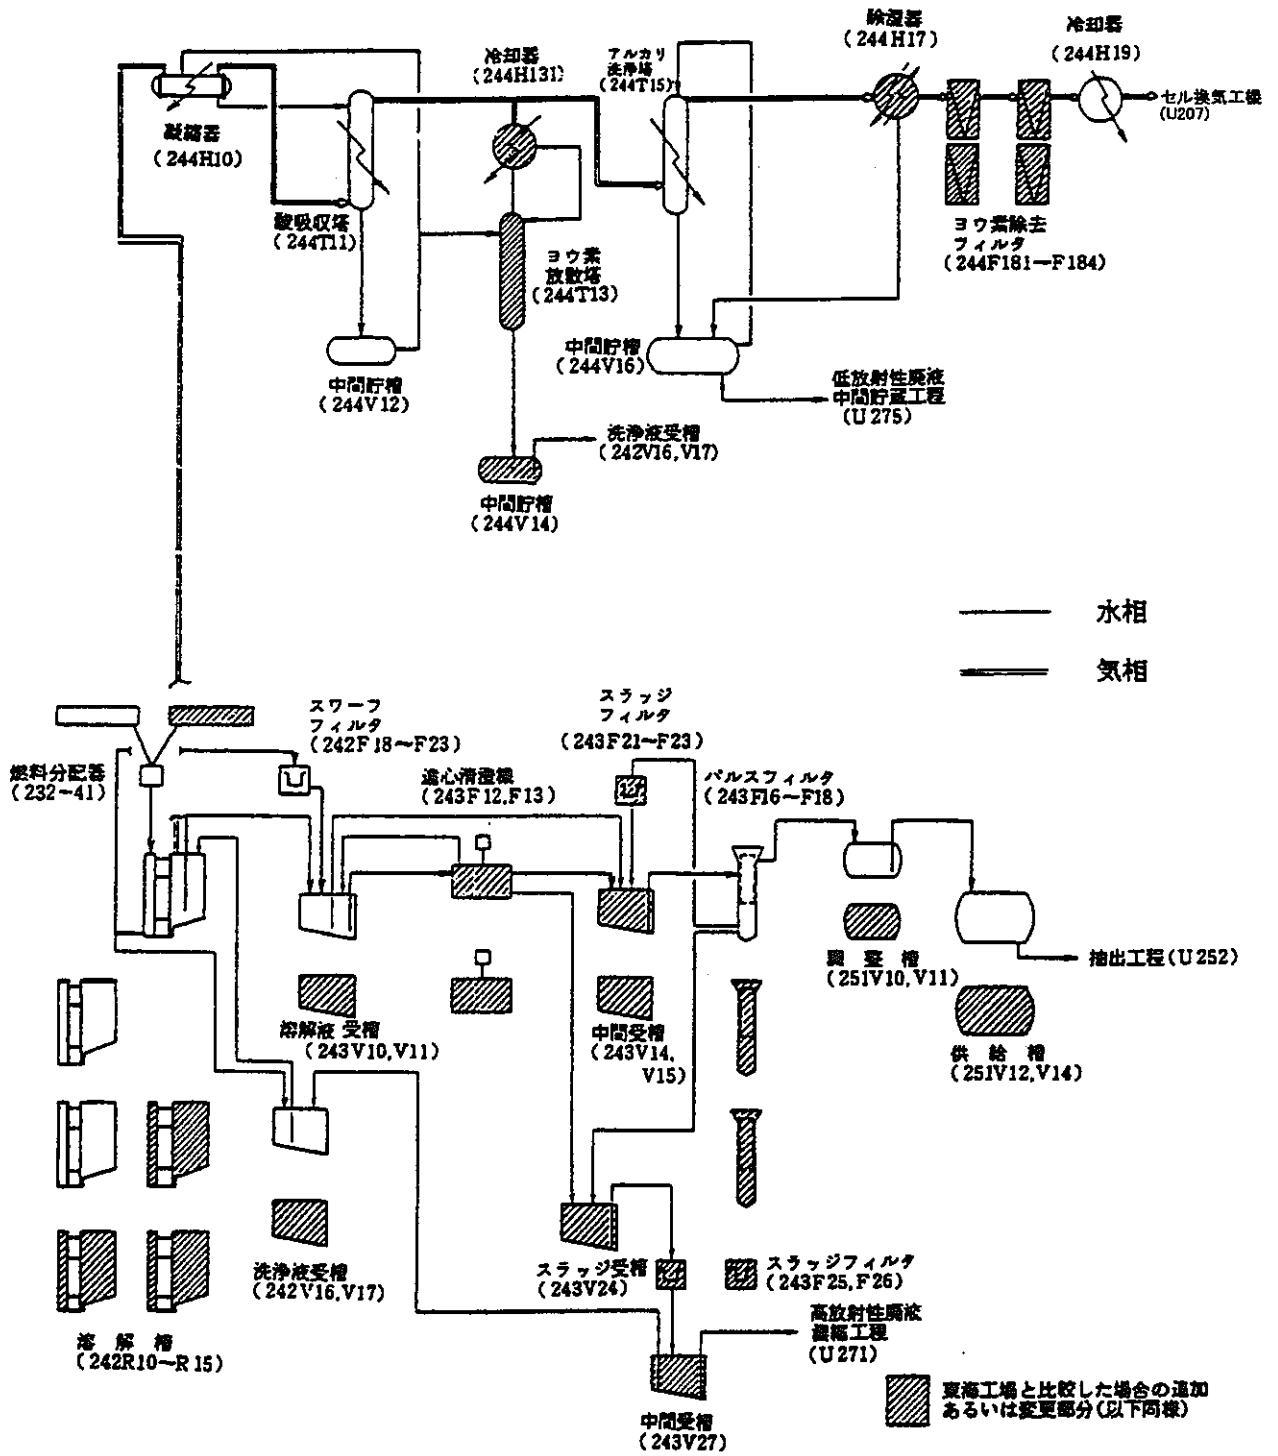 除湿器
(244H17)
冷却器
(244H19)
冷却器
(244H131)
アルカリ
洗浄塔
(244T15)
セル換気工程
(U207)
凝縮器
(244H10)
酸吸収塔
(244T11)
ヨウ素
放散塔
(244T13)
ヨウ素除去
フィルタ
(244F181~F184)
中間貯槽
(244V12)
中間貯槽
(244V16)
低放射性廃液
中間貯蔵工程
(U275)
洗浄液受槽
(242V16,V17)
中間貯槽
(244V14)
水相
気相
スワーフ
フィルタ
(242F18~F23)
スラッジ
フィルタ
(243F21~F23)
燃料分配器
(232~41)
遠心清澄機
(243F12,F13)
パルスフィルタ
(243F16~F18)
調整槽
(251V10,V11)
抽出工程(U252)
溶解液受槽
(243V10,V11)
中間受槽
(243V14,
V15)
供給槽
(251V12,V14)
洗浄液受槽
(242V16,V17)
スラッジ受槽
(243V24)
スラッジフィルタ
(243F25,F26)
高放射性廃液
濃縮工程
(U271)
溶解槽
(242R10~R15)
中間受槽
(243V27)
東海工場と比較した場合の追加
あるいは変更部分(以下同様)